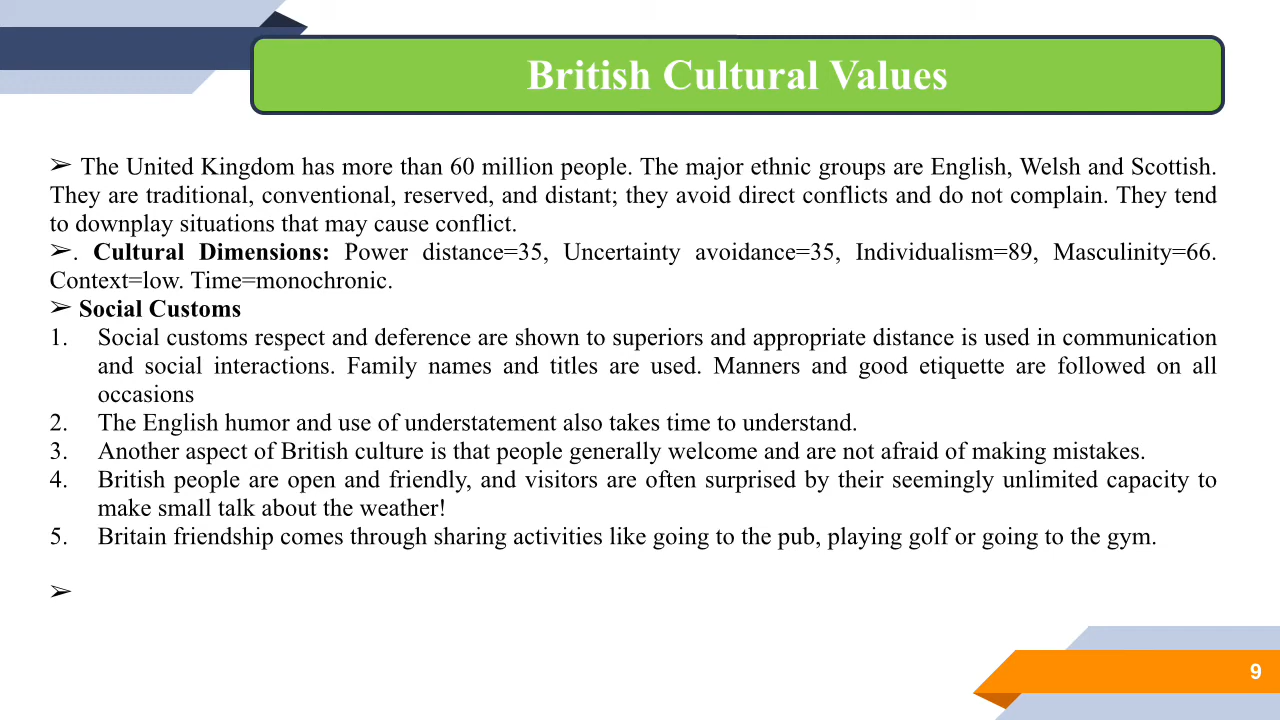 British Cultural Values
➢ The United Kingdom has more than 60 million people. The major ethnic groups are English, Welsh and Scottish.
They are traditional, conventional, reserved, and distant; they avoid direct conflicts and do not complain. They tend
to downplay situations that may cause conflict.
➢. Cultural Dimensions: Power distance=35, Uncertainty avoidance=35, Individualism=89, Masculinity=66.
Context=low. Time=monochronic.
➢ Social Customs
1. Social customs respect and deference are shown to superiors and appropriate distance is used in communication
and social interactions. Family names and titles are used. Manners and good etiquette are followed on all
occasions
2. The English humor and use of understatement also takes time to understand.
3. Another aspect of British culture is that people generally welcome and are not afraid of making mistakes.
4. British people are open and friendly, and visitors are often surprised by their seemingly unlimited capacity to
make small talk about the weather!
5. Britain friendship comes through sharing activities like going to the pub, playing golf or going to the gym.
➢
9